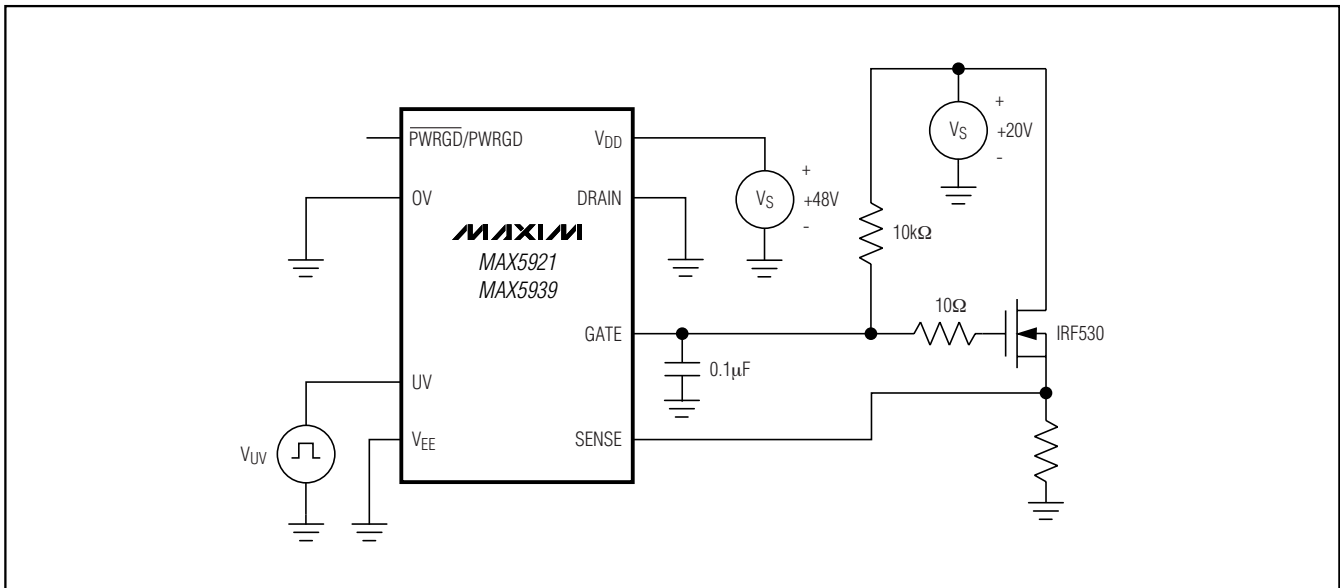 P̅W̅R̅G̅D̅/PWRGD
VDD
VS
+
+20V
-
OV
DRAIN
VS
+
+48V
-
MAXIM
MAX5921
MAX5939
10kΩ
10Ω
GATE
IRF530
0.1μF
UV
VUV
VEE
SENSE